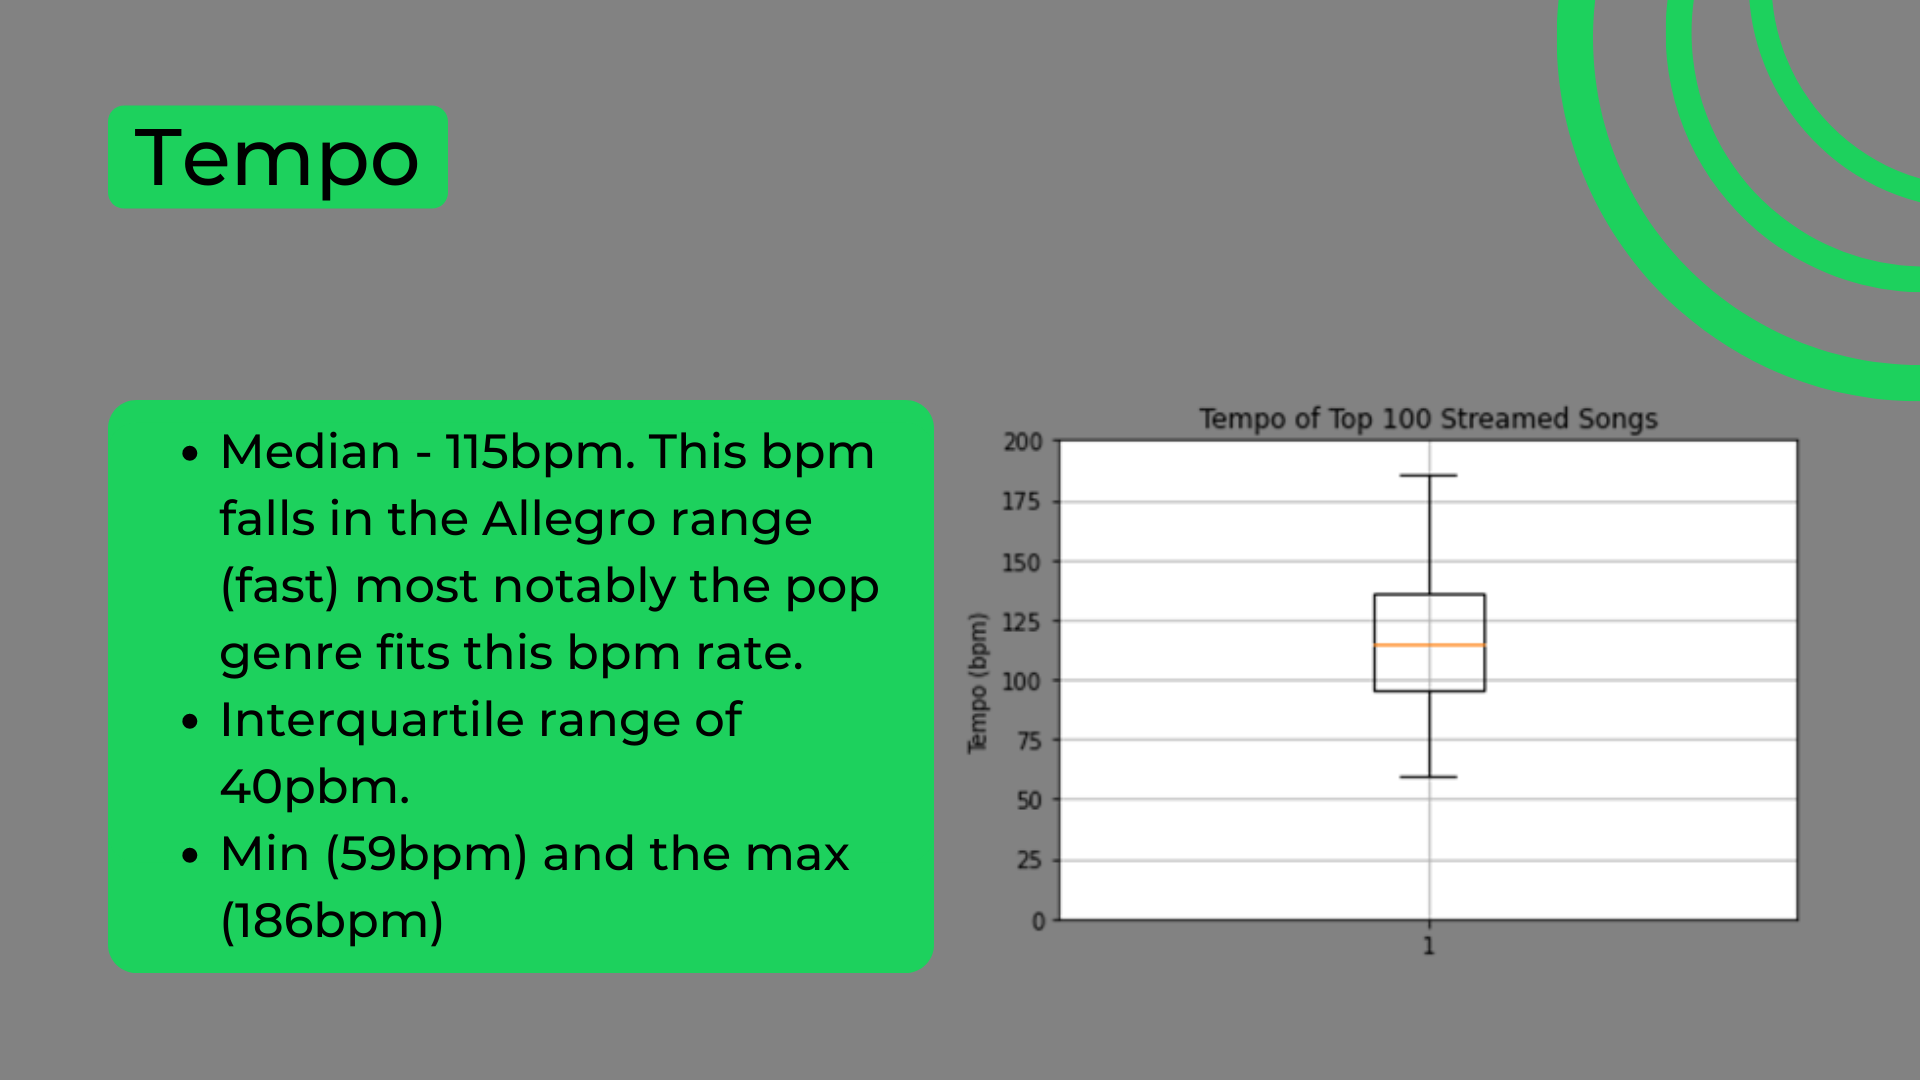 Tempo
• Median - 115bpm. This bpm
falls in the Allegro range
(fast) most notably the pop
genre fits this bpm rate.
• Interquartile range of
40pbm.
• Min (59bpm) and the max
(186bpm)
Tempo of Top 100 Streamed Songs
Tempo (bpm)
200
175
150
125
100
75
50
25
0
1